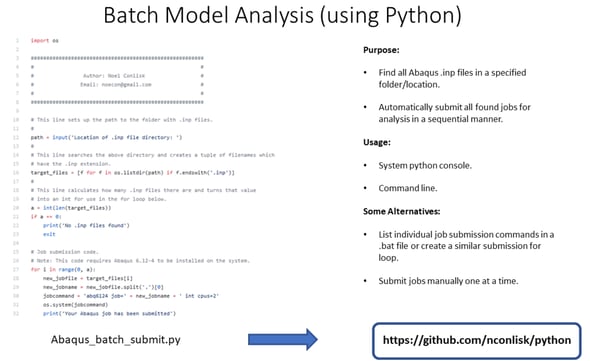 Batch Model Analysis (using Python)
1 import os
2
3 ########################################################
4 # #
5 # Author: Noel Conlisk #
6 # Email: noecon@gmail.com #
7 # #
8 ########################################################
9
10 # This line sets up the path to the folder with .inp files.
11 #
12 path = input('Location of .inp file directory: ')
13 #
14 # This line searches the above directory and creates a tuple of filenames which
15 # have the .inp extension.
16 target_files = [f for f in os.listdir(path) if f.endswith('.inp')]
17 #
18 # This line calculates how many .inp files there are and turns that value
19 # into an int for use in the for loop below.
20 a = int(len(target_files))
21 if a == 0:
22 print('No .inp files found')
23 exit
24
25 # Job submission code.
26 # Note: This code requires Abaqus 6.12-4 to be installed on the system.
27 for i in range(0, a):
28 new_jobfile = target_files[i]
29 new_jobname = new_jobfile.split('.')[0]
30 jobcommand = 'abq6124 job=' + new_jobname + ' int cpus=2'
31 os.system(jobcommand)
32 print('Your Abaqus job has been submitted')
Abaqus_batch_submit.py
Purpose:
• Find all Abaqus .inp files in a specified
folder/location.
• Automatically submit all found jobs for
analysis in a sequential manner.
Usage:
• System python console.
• Command line.
Some Alternatives:
• List individual job submission commands in a
.bat file or create a similar submission for
loop.
• Submit jobs manually one at a time.
https://github.com/nconlisk/python